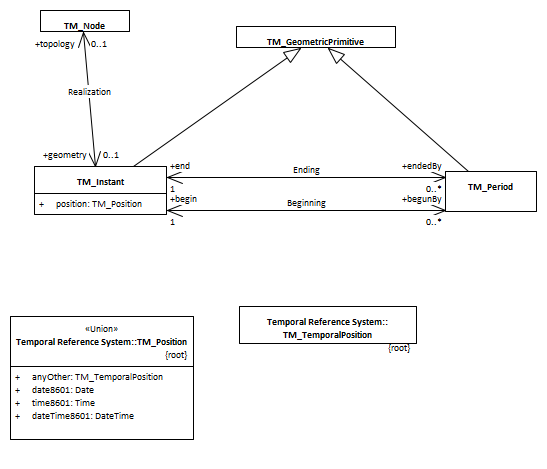 TM_Node
TM_GeometricPrimitive
+topology 0..1
Realization
+geometry 0..1
TM_Instant
+ position: TM_Position
+end +endedBy
Ending
1 0..*
+begin +begunBy
Beginning
1 0..*
TM_Period
«Union»
Temporal Reference System::TM_Position
{root}
+ anyOther: TM_TemporalPosition
+ date8601: Date
+ time8601: Time
+ dateTime8601: DateTime
Temporal Reference System::
TM_TemporalPosition
{root}